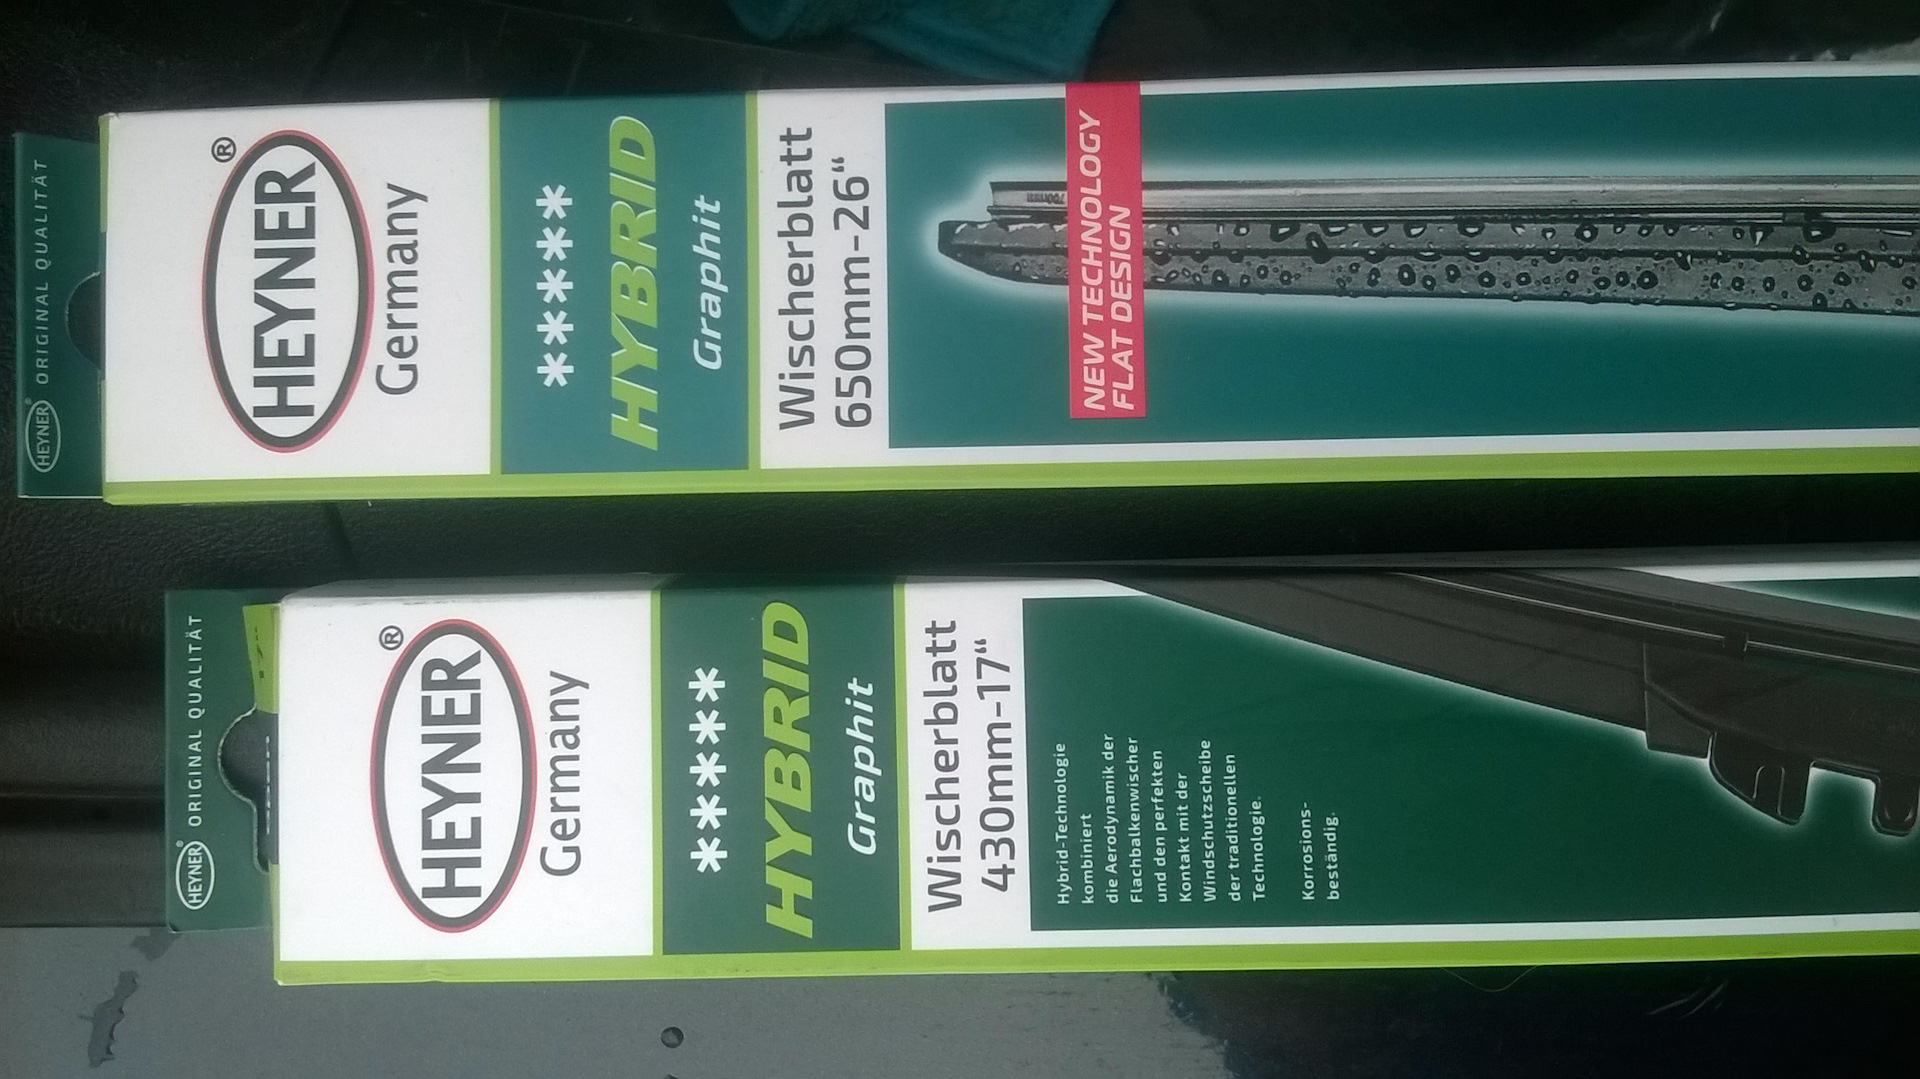 HEYNER® ORIGINAL QUALITÄT
HEYNER®
Germany
******
HYBRID
Graphit
Wischerblatt
650mm-26“
NEW TECHNOLOGY
FLAT DESIGN
HEYNER® ORIGINAL QUALITÄT
HEYNER®
Germany
*****
HYBRID
Graphit
Wischerblatt
430mm-17“
Hybrid-Technologie
kombiniert
die Aerodynamik der
Flachbalkenwischer
und den perfekten
Kontakt mit der
Windschutzscheibe
der traditionellen
Technologie.
Korrosions-
beständig.